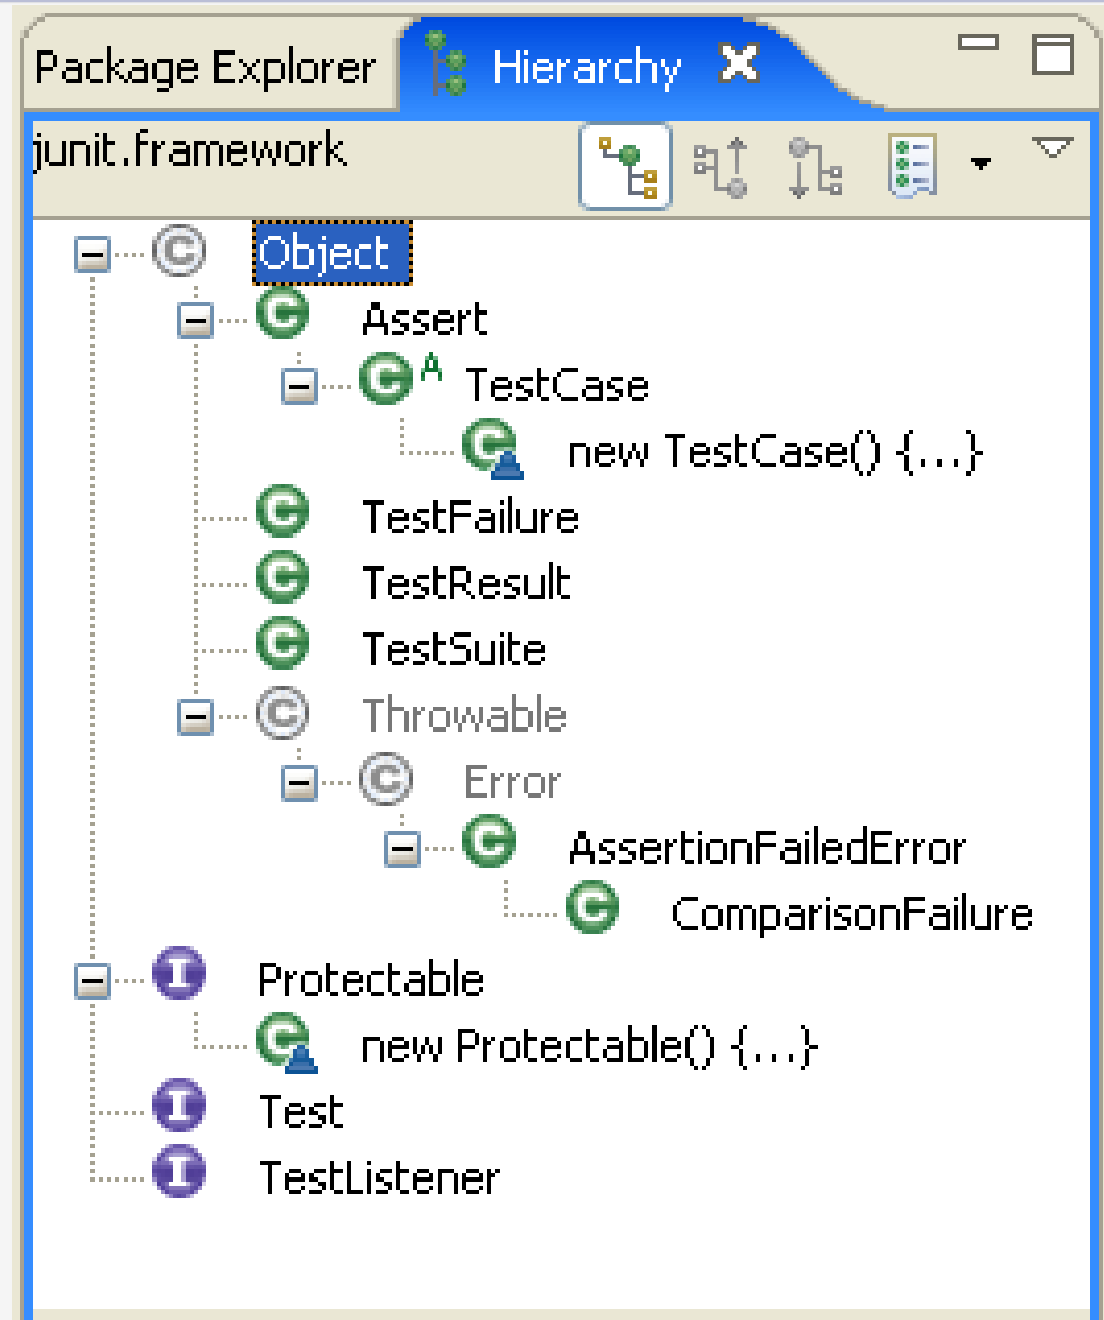 Package Explorer
Hierarchy
junit.framework
Object
Assert
A TestCase
new TestCase() {...}
TestFailure
TestResult
TestSuite
Throwable
Error
AssertionFailedError
ComparisonFailure
Protectable
new Protectable() {...}
Test
TestListener